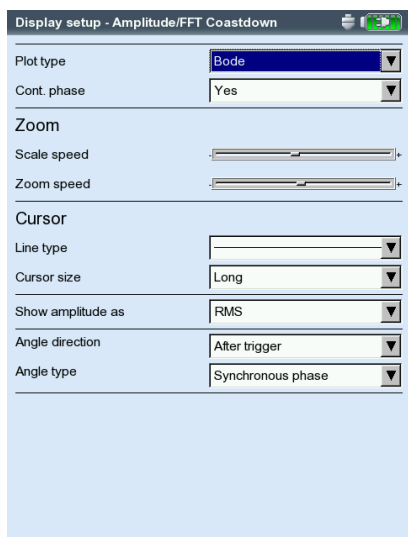 Display setup - Amplitude/FFT Coastdown
Plot type Bode
Cont. phase Yes
Zoom
Scale speed - +
Zoom speed - +
Cursor
Line type
Cursor size Long
Show amplitude as RMS
Angle direction After trigger
Angle type Synchronous phase